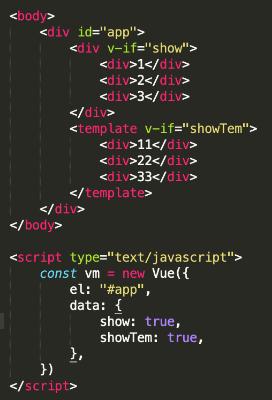 <body>
    <div id="app">
        <div v-if="show">
            <div>1</div>
            <div>2</div>
            <div>3</div>
        </div>
        <template v-if="showTem">
            <div>11</div>
            <div>22</div>
            <div>33</div>
        </template>
    </div>
</body>

<script type="text/javascript">
    const vm = new Vue({
        el: "#app",
        data: {
            show: true,
            showTem: true,
        },
    })
</script>